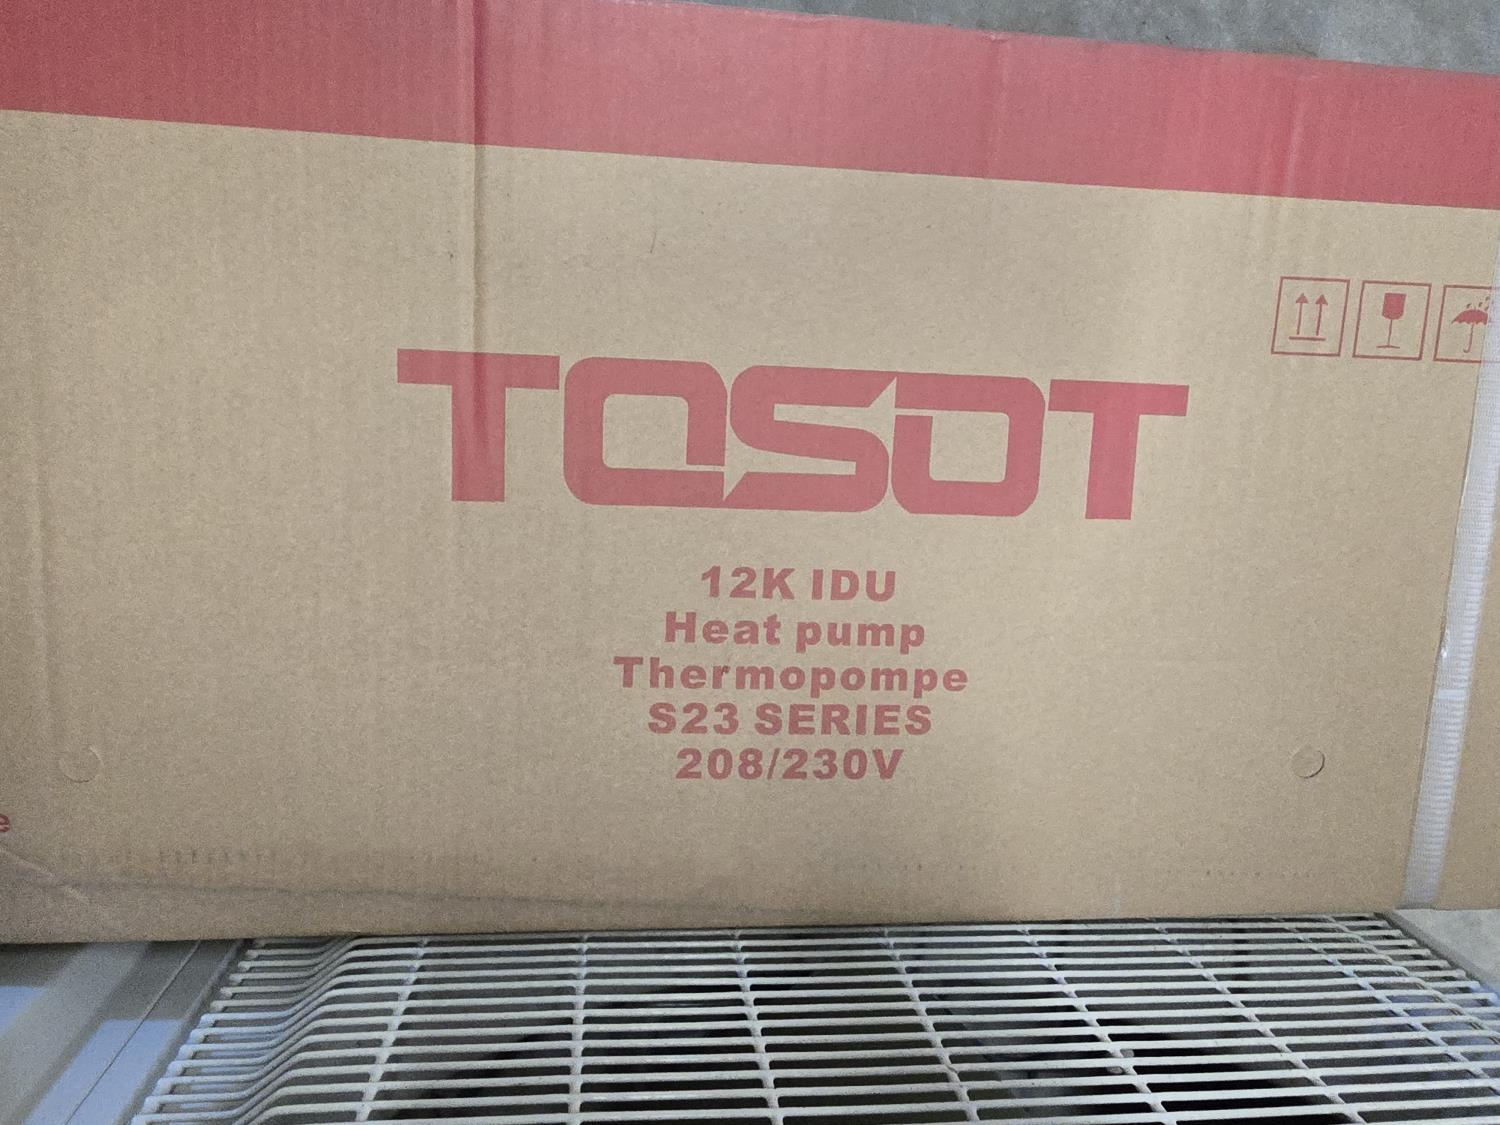 TOSOT
12K IDU
Heat pump
Thermopompe
S23 SERIES
208/230V
e